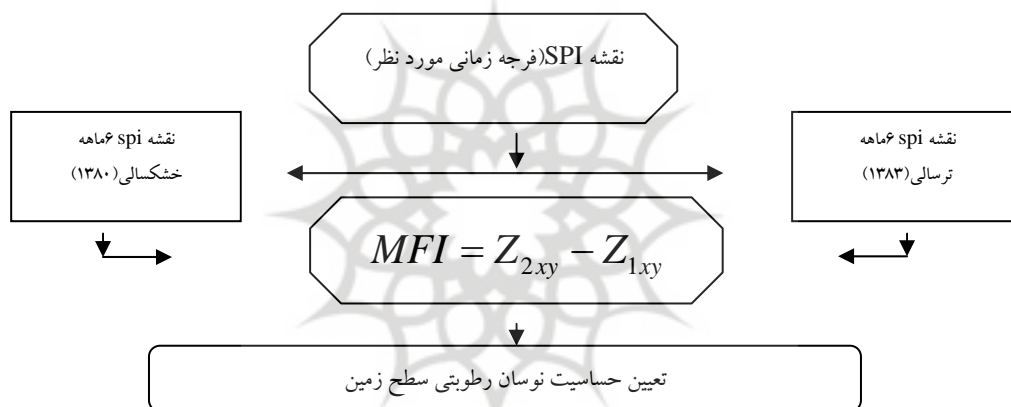 نقشه SPI(فرجه زمانی مورد نظر)
نقشه spi ۶ماهه
ترسالی(۱۳۸۳)
نقشه spi ۶ماهه
خشکسالی(۱۳۸۰)
MFI = Z₂xy − Z₁xy
تعیین حساسیت نوسان رطوبتی سطح زمین